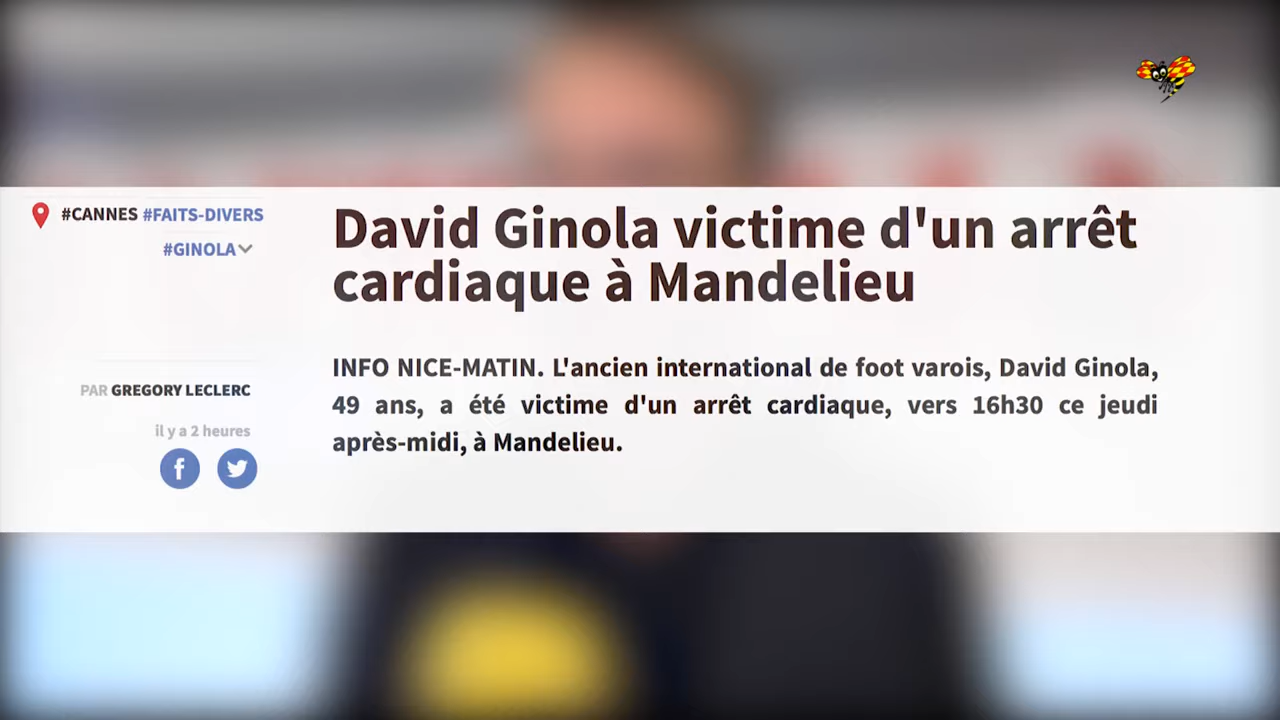 #CANNES #FAITS-DIVERS
#GINOLA
David Ginola victime d'un arrêt
cardiaque à Mandelieu
INFO NICE-MATIN. L'ancien international de foot varois, David Ginola,
49 ans, a été victime d'un arrêt cardiaque, vers 16h30 ce jeudi
après-midi, à Mandelieu.
PAR GREGORY LECLERC
il y a 2 heures